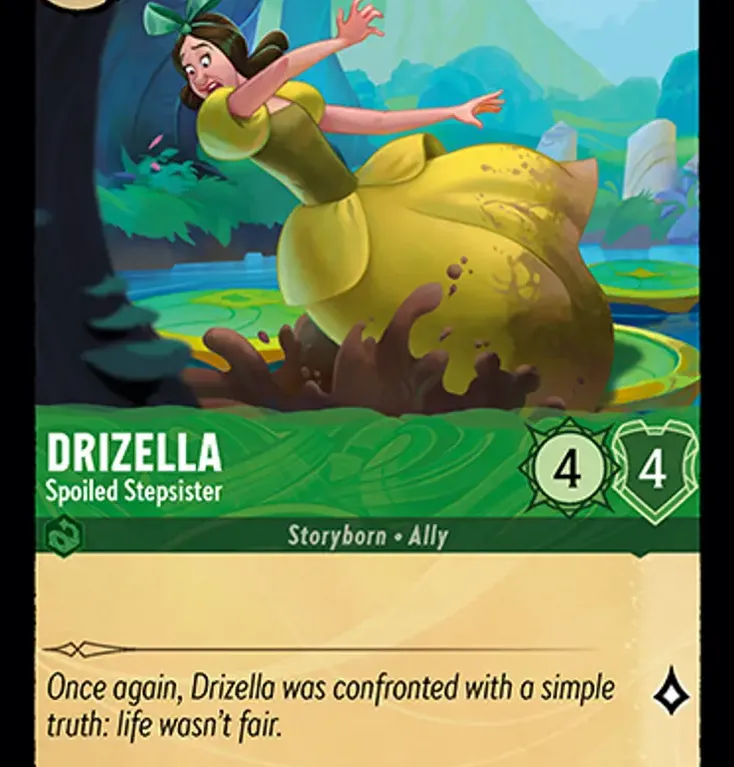 DRIZELLA
Spoiled Stepsister
4
4
Storyborn • Ally
Once again, Drizella was confronted with a simple
truth: life wasn't fair.